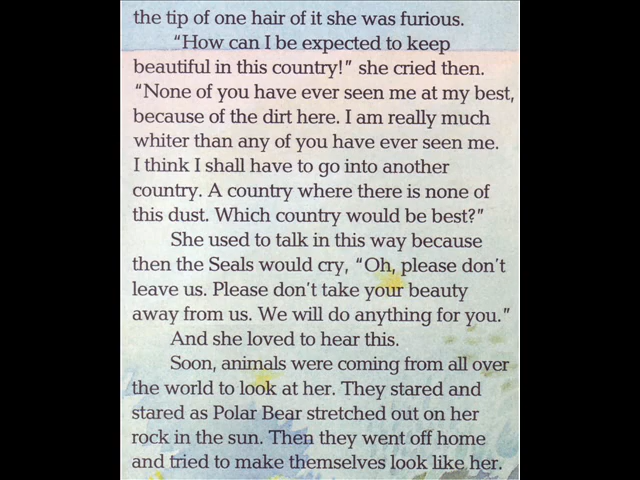 the tip of one hair of it she was furious.
“How can I be expected to keep
beautiful in this country!” she cried then.
“None of you have ever seen me at my best,
because of the dirt here. I am really much
whiter than any of you have ever seen me.
I think I shall have to go into another
country. A country where there is none of
this dust. Which country would be best?”
She used to talk in this way because
then the Seals would cry, “Oh, please don’t
leave us. Please don’t take your beauty
away from us. We will do anything for you.”
And she loved to hear this.
Soon, animals were coming from all over
the world to look at her. They stared and
stared as Polar Bear stretched out on her
rock in the sun. Then they went off home
and tried to make themselves look like her.